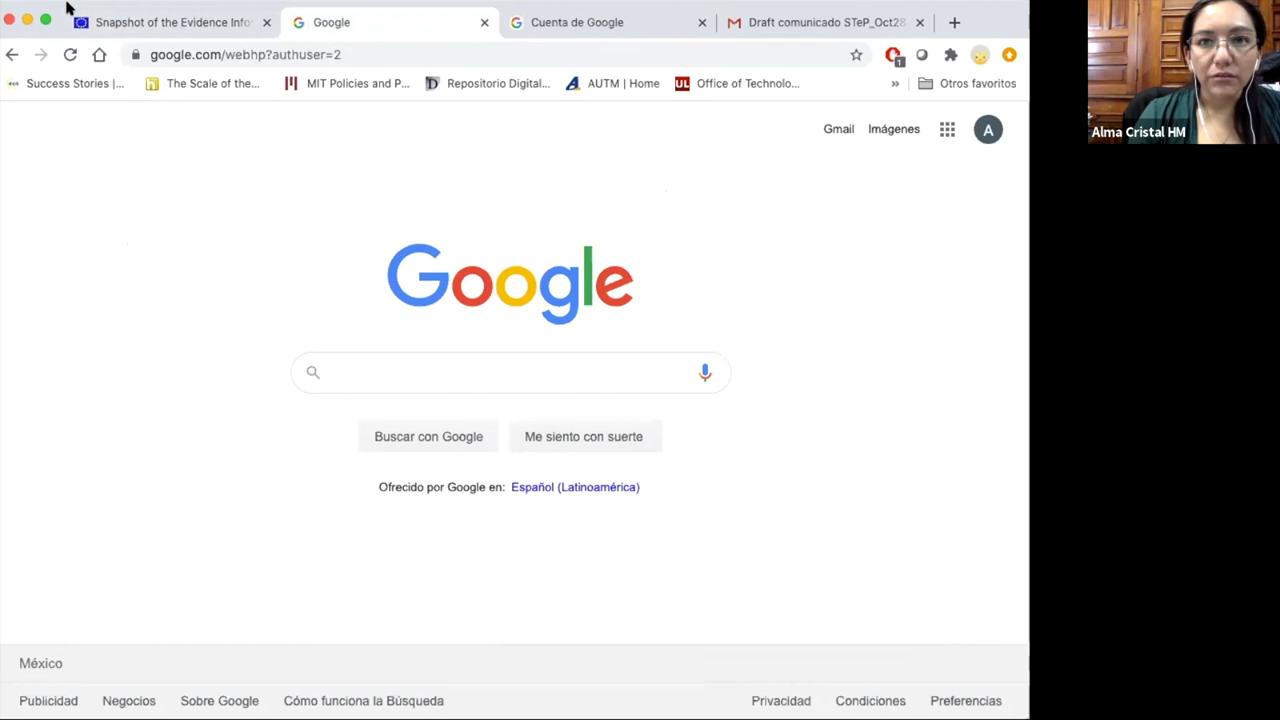 Snapshot of the Evidence Info
Google
Cuenta de Google
Draft comunicado STeP_Oct28
google.com/webhp?authuser=2
1
Success Stories |...
The Scale of the...
MIT Policies and P...
Repositorio Digital...
AUTM | Home
UL
Office of Technolo...
»
Otros favoritos
Gmail
Imágenes
A
Alma Cristal HM
Google
Buscar con Google
Me siento con suerte
Ofrecido por Google en: Español (Latinoamérica)
México
Publicidad
Negocios
Sobre Google
Cómo funciona la Búsqueda
Privacidad
Condiciones
Preferencias